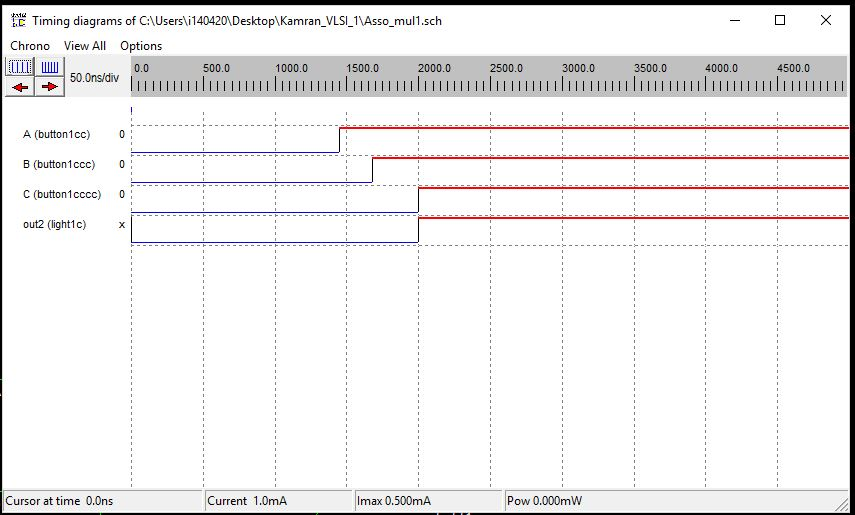 Timing diagrams of C:\Users\i140420\Desktop\Kamran_VLSI_1\Asso_mul1.sch
Chrono View All Options
50.0ns/div 0.0 500.0 1000.0 1500.0 2000.0 2500.0 3000.0 3500.0 4000.0 4500.0
A (button1cc) 0
B (button1ccc) 0
C (button1cccc) 0
out2 (light1c) x
Cursor at time 0.0ns Current 1.0mA Imax 0.500mA Pow 0.000mW